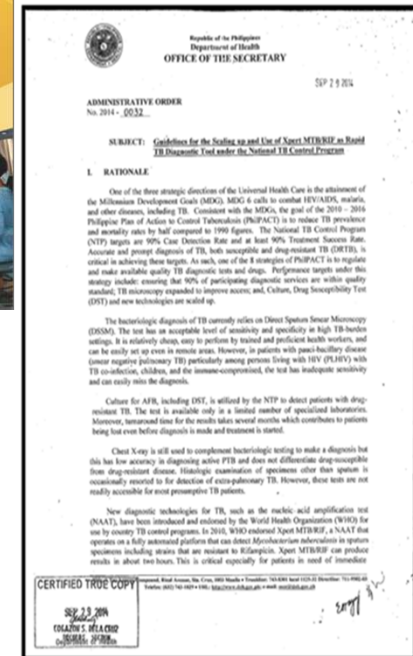 Republic of the Philippines
Department of Health
OFFICE OF THE SECRETARY
SEP 29 2014
ADMINISTRATIVE ORDER
No. 2014 - 0032
SUBJECT: Guidelines for the Scaling up and Use of Xpert MTB/RIF as Rapid
TB Diagnostic Tool under the National TB Control Program
I. RATIONALE
One of the three strategic directions of the Universal Health Care is the attainment of
the Millennium Development Goals (MDG). MDG 6 calls to combat HIV/AIDS, malaria,
and other diseases, including TB. Consistent with the MDGs, the goal of the 2010 – 2016
Philippine Plan of Action to Control Tuberculosis (PhilPACT) is to reduce TB prevalence
and mortality rates by half compared to 1990 figures. The National TB Control Program
(NTP) targets are 90% Case Detection Rate and at least 90% Treatment Success Rate.
Accurate and prompt diagnosis of TB, both susceptible and drug-resistant TB (DRTB), is
critical in achieving these targets. As such, one of the 8 strategies of PhilPACT is to regulate
and make available quality TB diagnostic tests and drugs. Performance targets under this
strategy include: ensuring that 90% of participating diagnostic services are within quality
standard; TB microscopy expanded to improve access; and, Culture, Drug Susceptibility Test
(DST) and new technologies are scaled up.
The bacteriologic diagnosis of TB currently relies on Direct Sputum Smear Microscopy
(DSSM). The test has an acceptable level of sensitivity and specificity in high TB-burden
settings. It is relatively cheap, easy to perform by trained and proficient health workers, and
can be easily set up even in remote areas. However, in patients with pauci-bacillary disease
(smear negative pulmonary TB) particularly among persons living with HIV (PLHIV) with
TB co-infection, children, and the immune-compromised, the test has inadequate sensitivity
and can easily miss the diagnosis.
Culture for AFB, including DST, is utilized by the NTP to detect patients with drug-
resistant TB. The test is available only in a limited number of specialized laboratories.
Moreover, turnaround time for the results takes several months which contributes to patients
being lost even before diagnosis is made and treatment is started.
Chest X-ray is still used to complement bacteriologic testing to make a diagnosis but
this has low accuracy in diagnosing active PTB and does not differentiate drug-susceptible
from drug-resistant disease. Histologic examination of specimens other than sputum is
occasionally resorted to for detection of extra-pulmonary TB. However, these tests are not
readily accessible for most presumptive TB patients.
New diagnostic technologies for TB, such as the nucleic acid amplification test
(NAAT), have been introduced and endorsed by the World Health Organization (WHO) for
use by country TB control programs. In 2010, WHO endorsed Xpert MTB/RIF, a NAAT that
operates on a fully automated platform that can detect Mycobacterium tuberculosis in sputum
specimens including strains that are resistant to Rifampicin. Xpert MTB/RIF can produce
results in about two hours. This is critical especially for patients in need of immediate
CERTIFIED TRUE COPY
SEP 29 2014
Department of Health